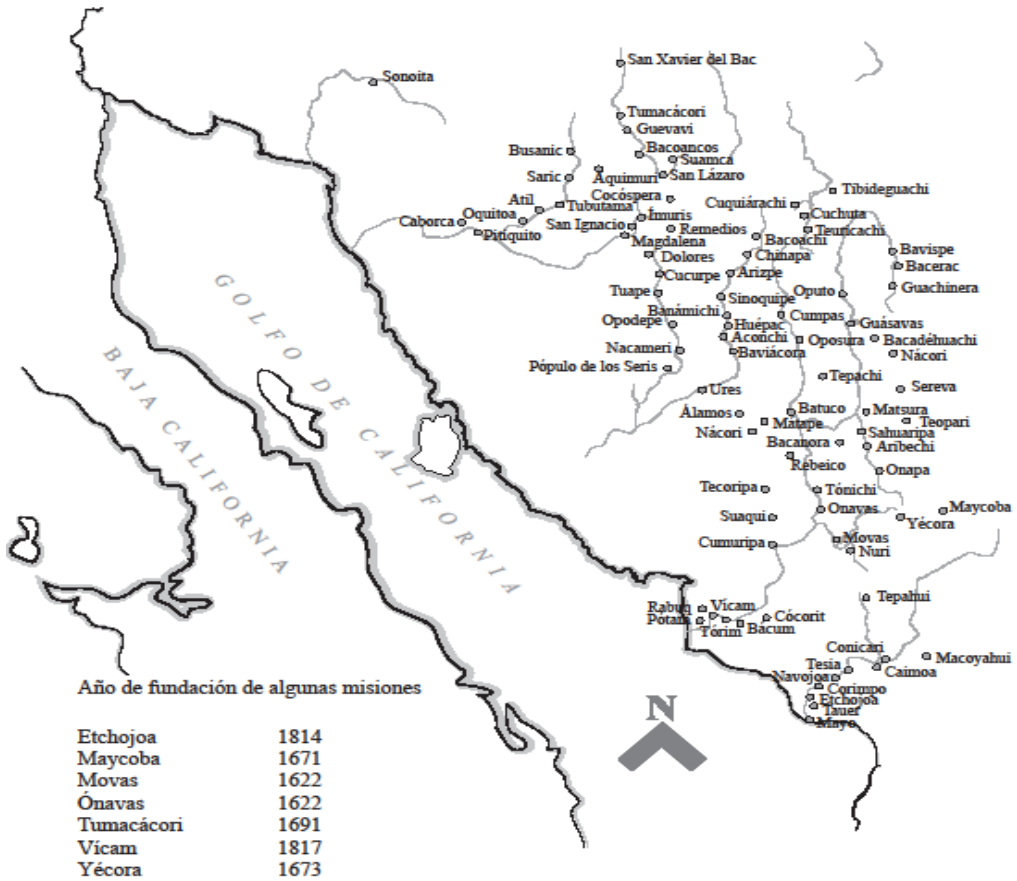 San Xavier del Bac
Sonoita
Tumacácori
Guevavi
Busanic
Bacoancos
Suamca
Saric
Aquimuri
San Lázaro
Tibideguachi
Cocóspera
Atil
Tubutama
Cuquiárachi
Caborca
Oquitoa
Ímuris
Cuchuta
San Ignacio
Remedios
Teuricachi
Pitiquito
Magdalena
Bacoachi
Bavispe
Dolores
Chinapa
Bacerac
Cucurpe
Arizpe
Guachinera
Tuape
Sinoquipe
Oputo
Banámichi
Cumpas
Opodepe
Huépac
Guásavas
Aconchi
Oposura
Bacadéhuachi
Nacameri
Baviácora
Nácori
Pópulo de los Seris
Tepachi
Ures
Sereva
Álamos
Batuco
Matsura
Matape
Teopari
Nácori
Sahuaripa
Bacanora
Aribechi
Rebeico
Onapa
Tecoripa
Tónichi
Suaqui
Onavas
Maycoba
Yécora
Cumuripa
Movas
Nuri
GOLFO DE CALIFORNIA
BAJA CALIFORNIA
Tepahui
Rabun
Vícam
Cócorit
Pótam
Tórim
Bacum
Conicari
Macoyahui
Tesia
Caimoa
Navojoa
Corimpo
Etchojoa
Tauer
Mayo
N
Año de fundación de algunas misiones
Etchojoa 1814
Maycoba 1671
Movas 1622
Ónavas 1622
Tumacácori 1691
Vícam 1817
Yécora 1673